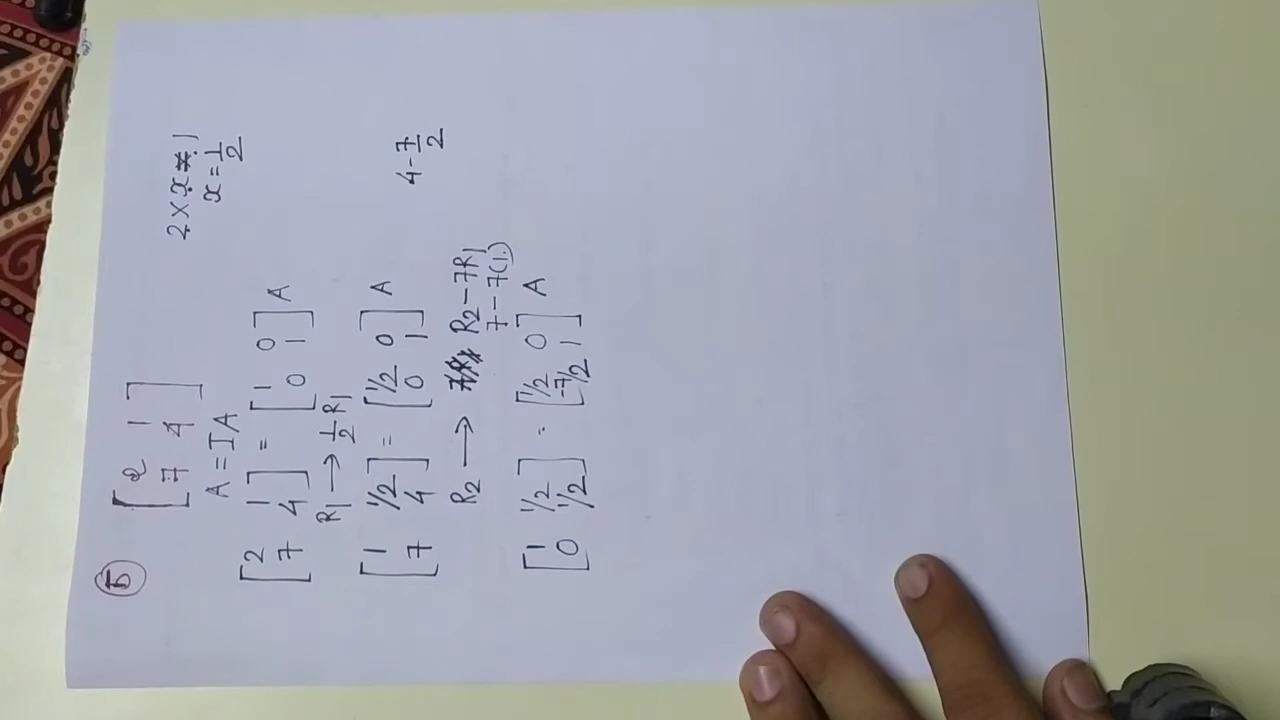 5 [2 1
7 4]
A = IA
2 × x = 1
x = 1/2
[2 1
7 4] = [1 0
0 1] A
R1 → 1/2 R1
[1 1/2
7 4] = [1/2 0
0 1] A
4 - 7/2
R2 → R2 - 7R1
7 - 7(1)
[1 1/2
0 1/2] = [1/2 0
-7/2 1] A